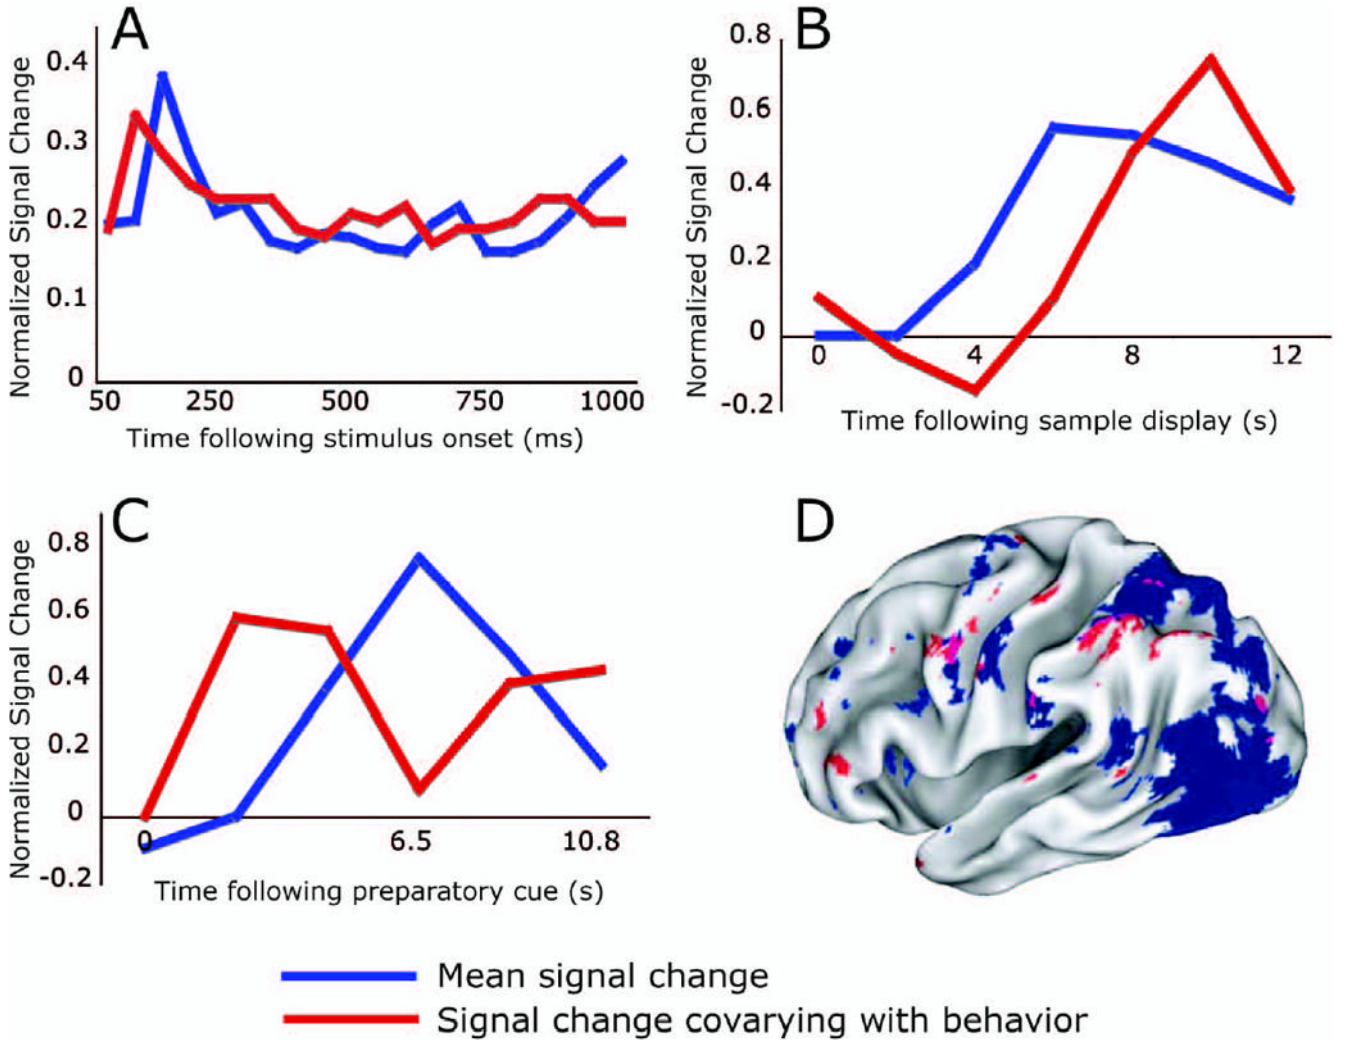 A
Normalized Signal Change
0.4
0.3
0.2
0.1
0
50 250 500 750 1000
Time following stimulus onset (ms)
B
Normalized Signal Change
0.8
0.6
0.4
0.2
0
-0.2
0 4 8 12
Time following sample display (s)
C
Normalized Signal Change
0.8
0.6
0.4
0.2
0
-0.2
0 6.5 10.8
Time following preparatory cue (s)
D
Mean signal change
Signal change covarying with behavior